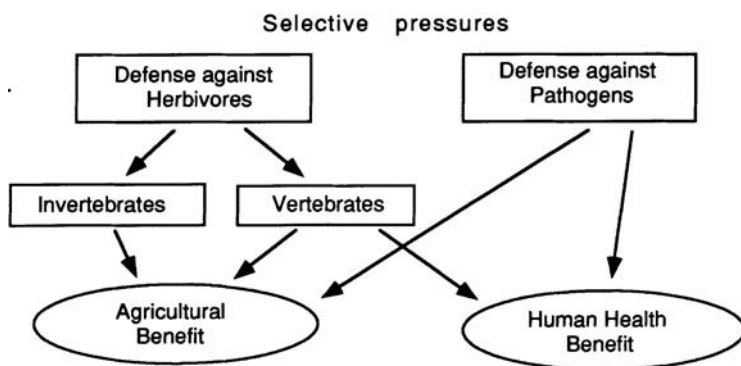 Selective pressures
Defense against
Herbivores
Defense against
Pathogens
Invertebrates
Vertebrates
Agricultural
Benefit
Human Health
Benefit